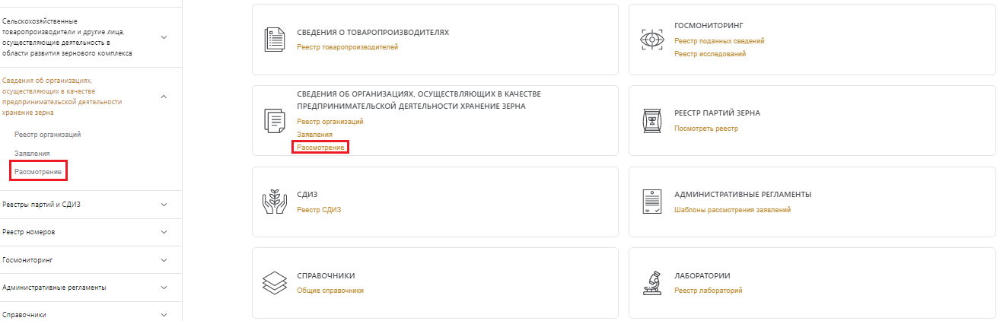 Сельскохозяйственные
товаропроизводители и другие лица,
осуществляющие деятельность в
области развития зернового комплекса
Сведения об организациях,
осуществляющих в качестве
предпринимательской деятельности
хранение зерна
Реестр организаций
Заявления
Рассмотрение
Реестры партий и СДИЗ
Реестр номеров
Госмониторинг
Административные регламенты
Справочники
СВЕДЕНИЯ О ТОВАРОПРОИЗВОДИТЕЛЯХ
Реестр товаропроизводителей
ГОСМОНИТОРИНГ
Реестр поданных сведений
Реестр исследований
СВЕДЕНИЯ ОБ ОРГАНИЗАЦИЯХ, ОСУЩЕСТВЛЯЮЩИХ В КАЧЕСТВЕ
ПРЕДПРИНИМАТЕЛЬСКОЙ ДЕЯТЕЛЬНОСТИ ХРАНЕНИЕ ЗЕРНА
Реестр организаций
Заявления
Рассмотрение
РЕЕСТР ПАРТИЙ ЗЕРНА
Посмотреть реестр
СДИЗ
Реестр СДИЗ
АДМИНИСТРАТИВНЫЕ РЕГЛАМЕНТЫ
Шаблоны рассмотрения заявлений
СПРАВОЧНИКИ
Общие справочники
ЛАБОРАТОРИИ
Реестр лабораторий